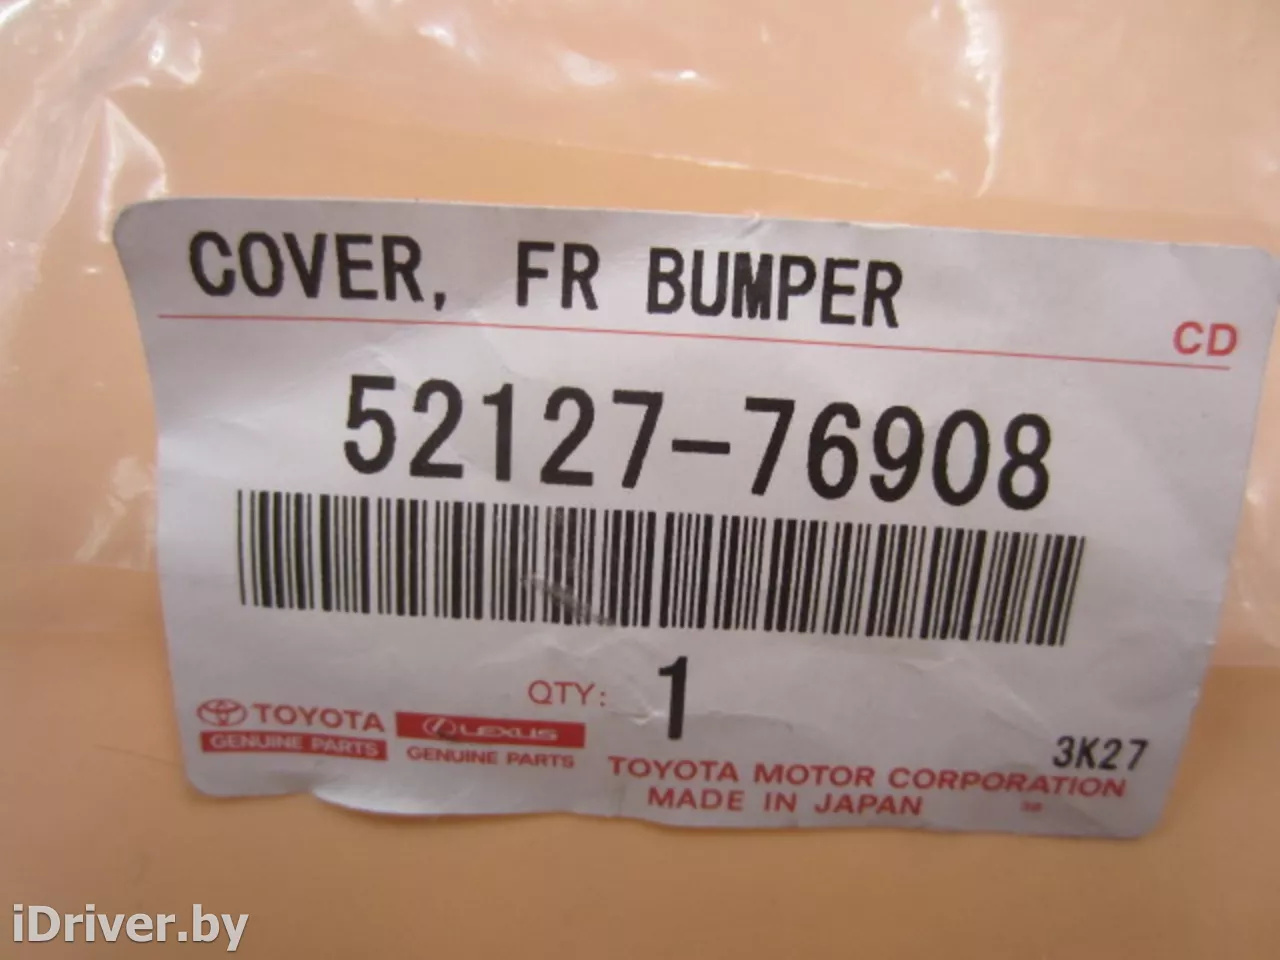 COVER, FR BUMPER
CD
52127-76908
QTY: 1
TOYOTA
GENUINE PARTS
LEXUS
GENUINE PARTS
3K27
TOYOTA MOTOR CORPORATION
MADE IN JAPAN
iDriver.by